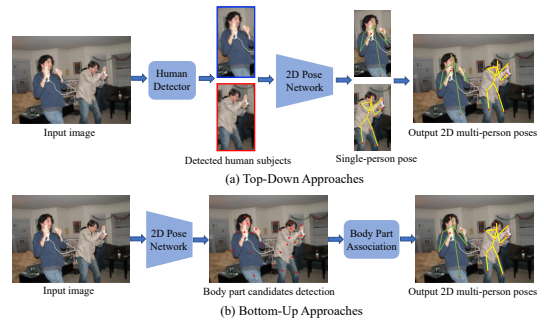 Human
Detector
2D Pose
Network
Input image
Detected human subjects
Single-person pose
Output 2D multi-person poses
(a) Top-Down Approaches
2D Pose
Network
Body Part
Association
Input image
Body part candidates detection
Output 2D multi-person poses
(b) Bottom-Up Approaches